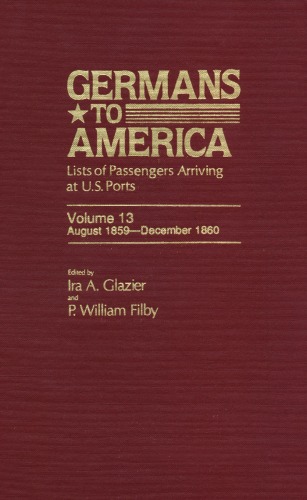 GERMANS
★TO
AMERICA
Lists of Passengers Arriving
at U.S. Ports
Volume 13
August 1859—December 1860
Edited by
Ira A. Glazier
and
P. William Filby